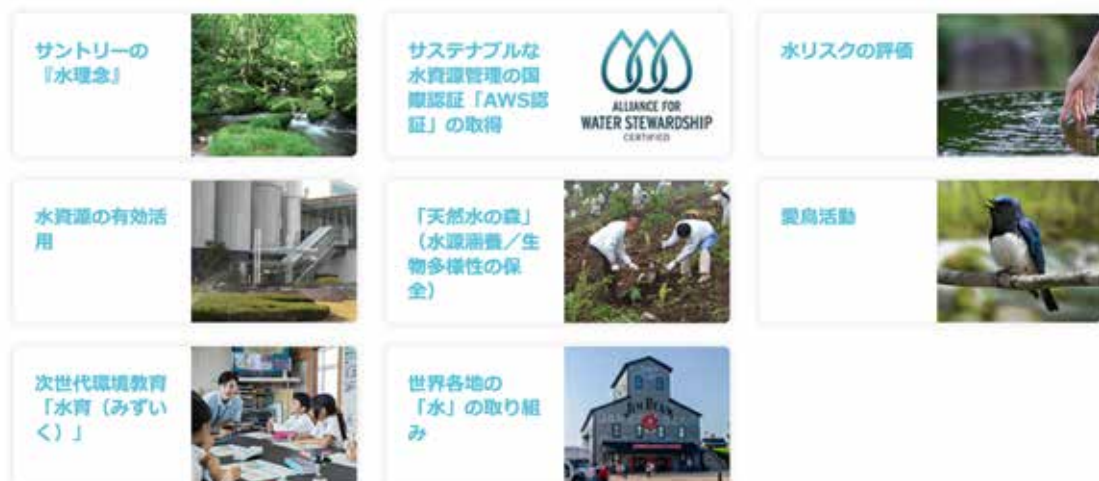 サントリーの
『水理念』
サステナブルな
水資源管理の国
際認証「AWS認
証」の取得
ALLIANCE FOR
WATER STEWARDSHIP
CERTIFIED
水リスクの評価
水資源の有効活
用
「天然水の森」
（水源涵養／生
物多様性の保
全）
愛鳥活動
次世代環境教育
「水育（みずい
く）」
世界各地の
「水」の取り組
み
JIM BEAM